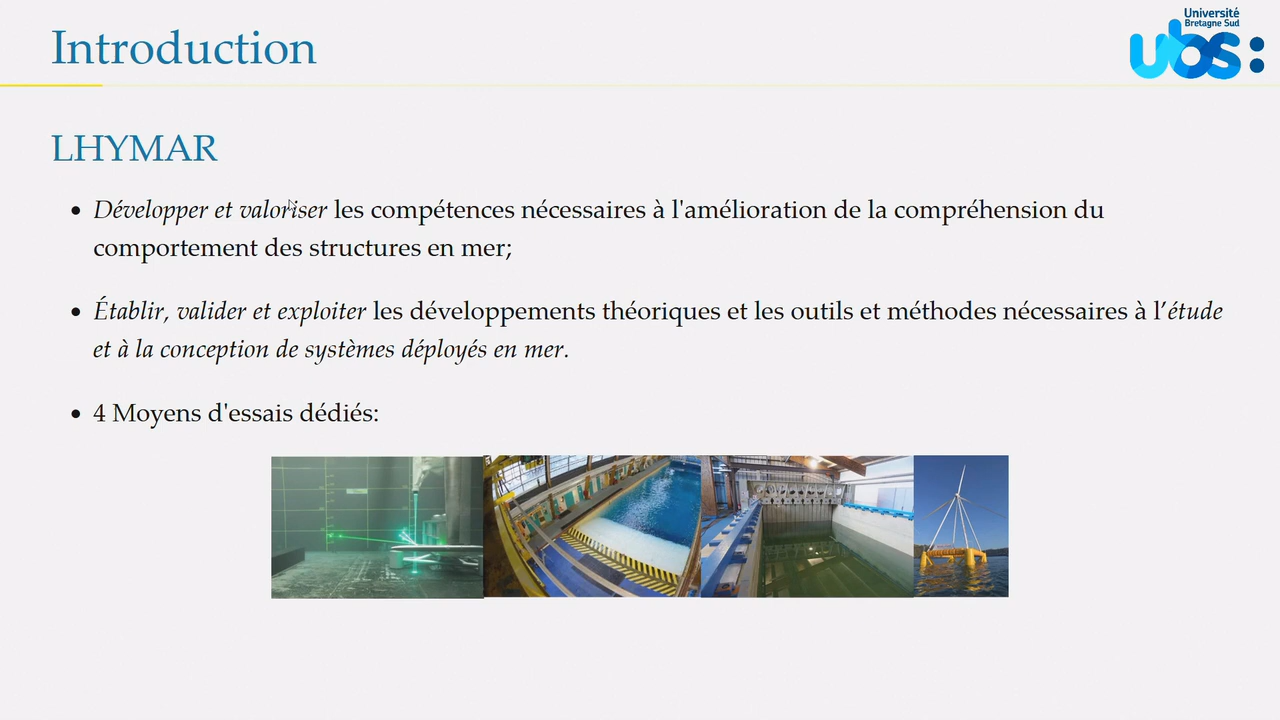 Introduction
Université
Bretagne Sud
ubs:
LHYMAR
• Développer et valoriser les compétences nécessaires à l'amélioration de la compréhension du
comportement des structures en mer;
• Établir, valider et exploiter les développements théoriques et les outils et méthodes nécessaires à l’étude
et à la conception de systèmes déployés en mer.
• 4 Moyens d'essais dédiés: